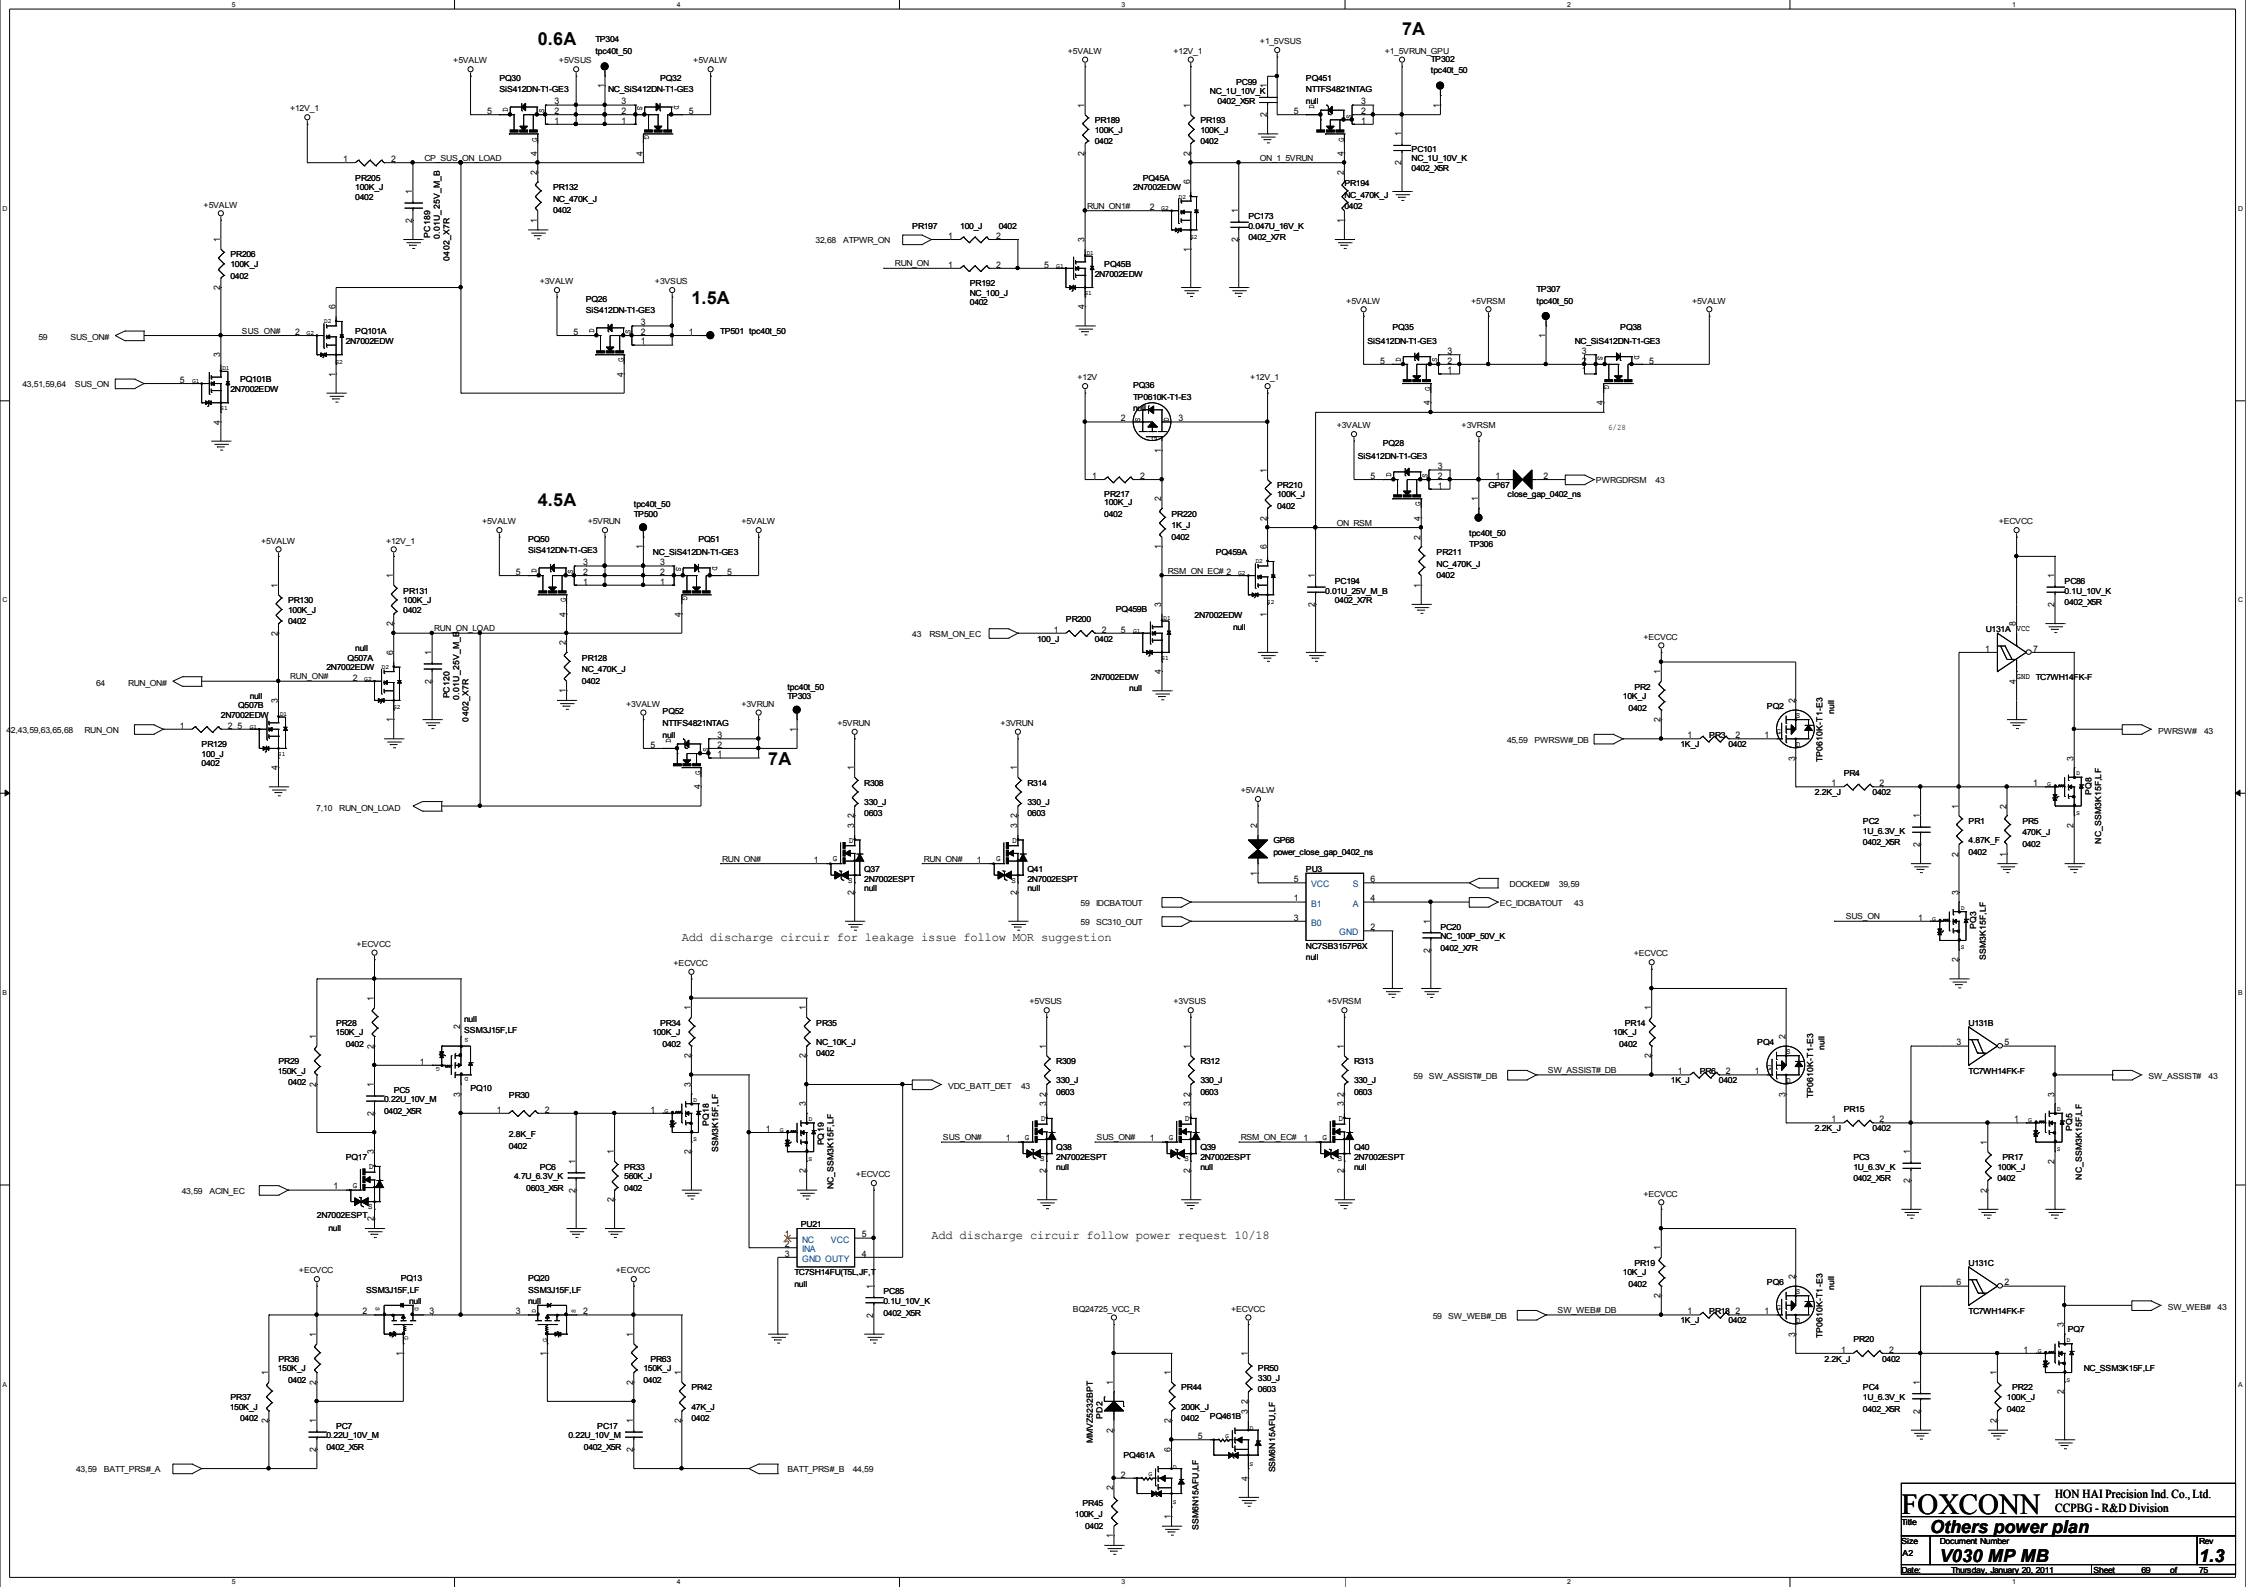 0.6A
+5VALW
+5VSUS
TP304
tpc40t_50
+5VALW
PQ30
SiS412DN-T1-GE3
PQ32
NC_SiS412DN-T1-GE3
+12V_1
PR205
100K_J
0402
CP_SUS_ON_LOAD
PC189
0.01U_25V_M_B
0402_X7R
PR132
NC_470K_J
0402
+5VALW
PR206
100K_J
0402
59 SUS_ON#
SUS_ON#
PQ101A
2N7002EDW
43,51,59,64 SUS_ON
PQ101B
2N7002EDW
+3VALW
+3VSUS
1.5A
PQ26
SiS412DN-T1-GE3
TP501 tpc40t_50
+5VALW
+12V_1
PR189
100K_J
0402
PR193
100K_J
0402
+1_5VSUS
7A
+1_5VRUN_GPU
TP302
tpc40t_50
PC99
NC_1U_10V_K
0402_X5R
PQ451
NTTFS4821NTAG
null
PC101
NC_1U_10V_K
0402_X5R
ON_1_5VRUN
PQ45A
2N7002EDW
RUN_ON1#
PR194
NC_470K_J
0402
PC173
0.047U_16V_K
0402_X7R
32,68 ATPWR_ON
PR197 100_J 0402
RUN_ON
PR192
NC_100_J
0402
PQ45B
2N7002EDW
+5VALW
+5VRSM
TP307
tpc40t_50
+5VALW
PQ35
SiS412DN-T1-GE3
PQ38
NC_SiS412DN-T1-GE3
6/28
+12V
PQ36
TP0610K-T1-E3
null
+12V_1
PR217
100K_J
0402
PR220
1K_J
0402
PR210
100K_J
0402
+3VALW
+3VRSM
PQ28
SiS412DN-T1-GE3
GP67
close_gap_0402_ns
PWRGDRSM 43
tpc40t_50
TP306
ON_RSM
PR211
NC_470K_J
0402
PC194
0.01U_25V_M_B
0402_X7R
PQ459A
RSM_ON_EC#
2N7002EDW
null
PQ459B
43 RSM_ON_EC
PR200
100_J 0402
2N7002EDW
null
4.5A
+5VALW
+5VRUN
tpc40t_50
TP500
+5VALW
PQ50
SiS412DN-T1-GE3
PQ51
NC_SiS412DN-T1-GE3
+5VALW
+12V_1
PR130
100K_J
0402
PR131
100K_J
0402
RUN_ON_LOAD
PC120
0.01U_25V_M_B
0402_X7R
PR128
NC_470K_J
0402
null
Q507A
2N7002EDW
64 RUN_ON#
RUN_ON#
null
Q507B
2N7002EDW
42,43,59,63,65,68 RUN_ON
PR129
100_J
0402
7,10 RUN_ON_LOAD
+3VALW
+3VRUN
tpc40t_50
TP303
PQ52
NTTFS4821NTAG
null
7A
+5VRUN
R308
330_J
0603
RUN_ON#
Q37
2N7002ESPT
null
+3VRUN
R314
330_J
0603
RUN_ON#
Q41
2N7002ESPT
null
Add discharge circuir for leakage issue follow MOR suggestion
+5VALW
GP68
power_close_gap_0402_ns
PU3
VCC S
B1 A
B0
GND
NC7SB3157P6X
null
59 IDCBATOUT
59 SC310_OUT
DOCKED# 39,59
EC_IDCBATOUT 43
PC20
NC_100P_50V_K
0402_X7R
+ECVCC
PC86
0.1U_10V_K
0402_X5R
U131A
VCC
GND
TC7WH14FK-F
+ECVCC
PR2
10K_J
0402
45,59 PWRSW#_DB
PR3
1K_J 0402
PQ2
TP0610K-T1-E3
null
PR4
2.2K_J 0402
PC2
1U_6.3V_K
0402_X5R
PR1
4.87K_F
0402
PR5
470K_J
0402
PWRSW# 43
PQ8
NC_SSM3K15F,LF
SUS_ON
PQ3
SSM3K15F,LF
+ECVCC
PR14
10K_J
0402
59 SW_ASSIST#_DB
SW_ASSIST#_DB
PR6
1K_J 0402
PQ4
TP0610K-T1-E3
null
PR15
2.2K_J 0402
U131B
TC7WH14FK-F
SW_ASSIST# 43
PC3
1U_6.3V_K
0402_X5R
PR17
100K_J
0402
PQ5
NC_SSM3K15F,LF
+ECVCC
PR19
10K_J
0402
59 SW_WEB#_DB
SW_WEB#_DB
PR18
1K_J 0402
PQ6
TP0610K-T1-E3
null
PR20
2.2K_J 0402
U131C
TC7WH14FK-F
SW_WEB# 43
PC4
1U_6.3V_K
0402_X5R
PR22
100K_J
0402
PQ7
NC_SSM3K15F,LF
+ECVCC
PR28
150K_J
0402
PR29
150K_J
0402
null
SSM3J15F,LF
PQ10
PC5
0.22U_10V_M
0402_X5R
PR30
2.8K_F
0402
PQ17
43,59 ACIN_EC
2N7002ESPT
null
PC6
4.7U_6.3V_K
0603_X5R
PR33
560K_J
0402
+ECVCC
PR34
100K_J
0402
PR35
NC_10K_J
0402
VDC_BATT_DET 43
PQ18
SSM3K15F,LF
PQ19
NC_SSM3K15F,LF
+ECVCC
PU21
NC VCC
INA
GND OUTY
TC7SH14FU(T5L,JF,T
null
PC85
0.1U_10V_K
0402_X5R
+5VSUS
R309
330_J
0603
SUS_ON#
Q38
2N7002ESPT
null
+3VSUS
R312
330_J
0603
SUS_ON#
Q39
2N7002ESPT
null
+5VRSM
R313
330_J
0603
RSM_ON_EC#
Q40
2N7002ESPT
null
Add discharge circuir follow power request 10/18
+ECVCC
PQ13
SSM3J15F,LF
null
PQ20
SSM3J15F,LF
null
+ECVCC
PR36
150K_J
0402
PR37
150K_J
0402
PC7
0.22U_10V_M
0402_X5R
43,59 BATT_PRS#_A
PR63
150K_J
0402
PR42
47K_J
0402
PC17
0.22U_10V_M
0402_X5R
BATT_PRS#_B 44,59
BQ24725_VCC_R
+ECVCC
MMVZ5232BPT
PD2
PR44
200K_J
0402
PR50
330_J
0603
PQ461B
SSM6N15AFU,LF
PQ461A
SSM6N15AFU,LF
PR45
100K_J
0402
FOXCONN HON HAI Precision Ind. Co., Ltd.
CCPBG - R&D Division
Title Others power plan
Size Document Number Rev
A2 V030 MP MB 1.3
Date: Thursday, January 20, 2011 Sheet 69 of 75